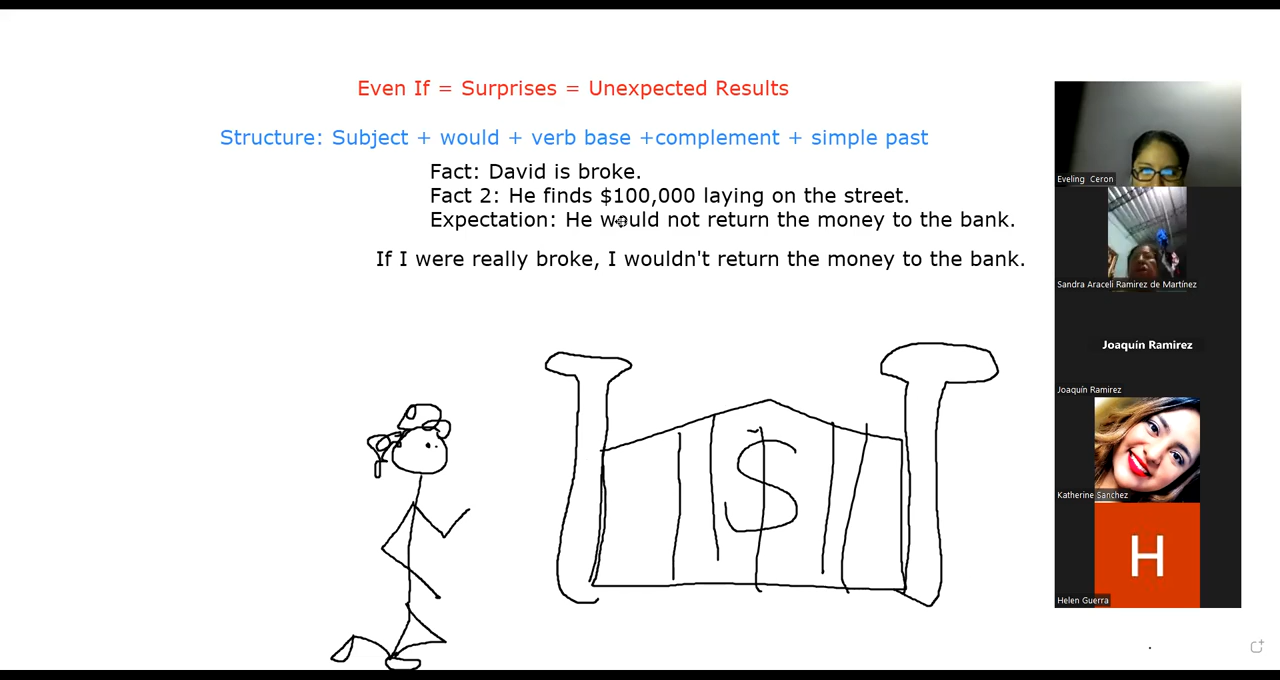 Even If = Surprises = Unexpected Results
Structure: Subject + would + verb base +complement + simple past
Fact: David is broke.
Fact 2: He finds $100,000 laying on the street.
Expectation: He would not return the money to the bank.
If I were really broke, I wouldn't return the money to the bank.
$
Eveling Ceron
Sandra Araceli Ramirez de Martínez
Joaquín Ramirez
Joaquín Ramirez
Katherine Sanchez
H
Helen Guerra